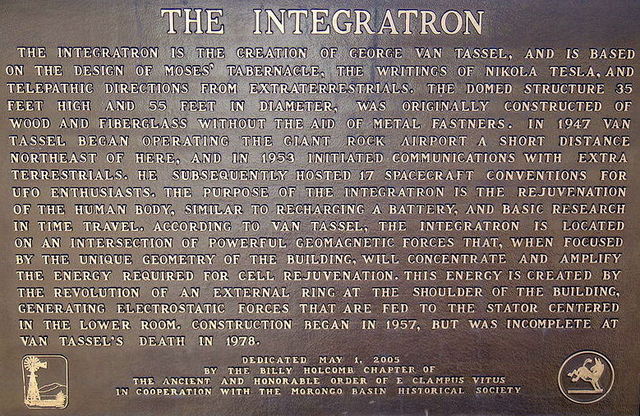 THE INTEGRATRON
THE INTEGRATRON IS THE CREATION OF GEORGE VAN TASSEL, AND IS BASED
ON THE DESIGN OF MOSES' TABERNACLE, THE WRITINGS OF NIKOLA TESLA, AND
TELEPATHIC DIRECTIONS FROM EXTRATERRESTRIALS. THE DOMED STRUCTURE 35
FEET HIGH AND 55 FEET IN DIAMETER, WAS ORIGINALLY CONSTRUCTED OF
WOOD AND FIBERGLASS WITHOUT THE AID OF METAL FASTNERS. IN 1947 VAN
TASSEL BEGAN OPERATING THE GIANT ROCK AIRPORT A SHORT DISTANCE
NORTHEAST OF HERE, AND IN 1953 INITIATED COMMUNICATIONS WITH EXTRA
TERRESTRIALS. HE SUBSEQUENTLY HOSTED 17 SPACECRAFT CONVENTIONS FOR
UFO ENTHUSIASTS. THE PURPOSE OF THE INTEGRATRON IS THE REJUVENATION
OF THE HUMAN BODY, SIMILAR TO RECHARGING A BATTERY, AND BASIC RESEARCH
IN TIME TRAVEL. ACCORDING TO VAN TASSEL, THE INTEGRATRON IS LOCATED
ON AN INTERSECTION OF POWERFUL GEOMAGNETIC FORCES THAT, WHEN FOCUSED
BY THE UNIQUE GEOMETRY OF THE BUILDING, WILL CONCENTRATE AND AMPLIFY
THE ENERGY REQUIRED FOR CELL REJUVENATION. THIS ENERGY IS CREATED BY
THE REVOLUTION OF AN EXTERNAL RING AT THE SHOULDER OF THE BUILDING,
GENERATING ELECTROSTATIC FORCES THAT ARE FED TO THE STATOR CENTERED
IN THE LOWER ROOM. CONSTRUCTION BEGAN IN 1957, BUT WAS INCOMPLETE AT
VAN TASSEL'S DEATH IN 1978.
DEDICATED MAY 1, 2005
BY THE BILLY HOLCOMB CHAPTER OF
THE ANCIENT AND HONORABLE ORDER OF E CLAMPUS VITUS
IN COOPERATION WITH THE MORONGO BASIN HISTORICAL SOCIETY